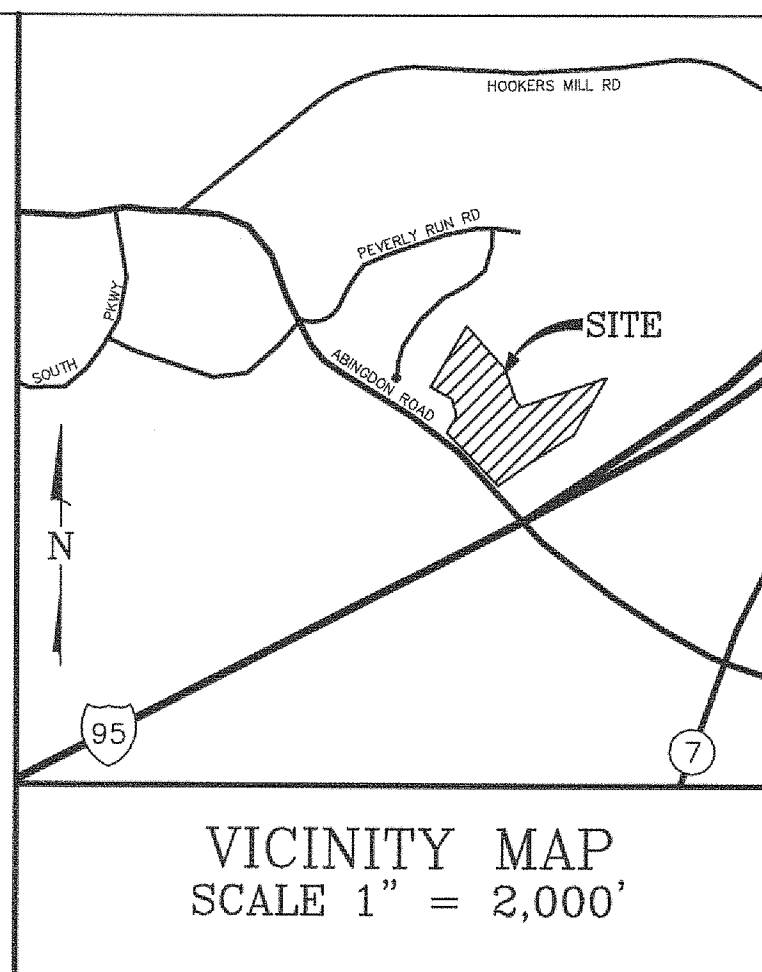 HOOKERS MILL RD
PEVERLY RUN RD
PKWY
SITE
SOUTH
ABINGDON ROAD
N
95
7
VICINITY MAP
SCALE 1" = 2,000'